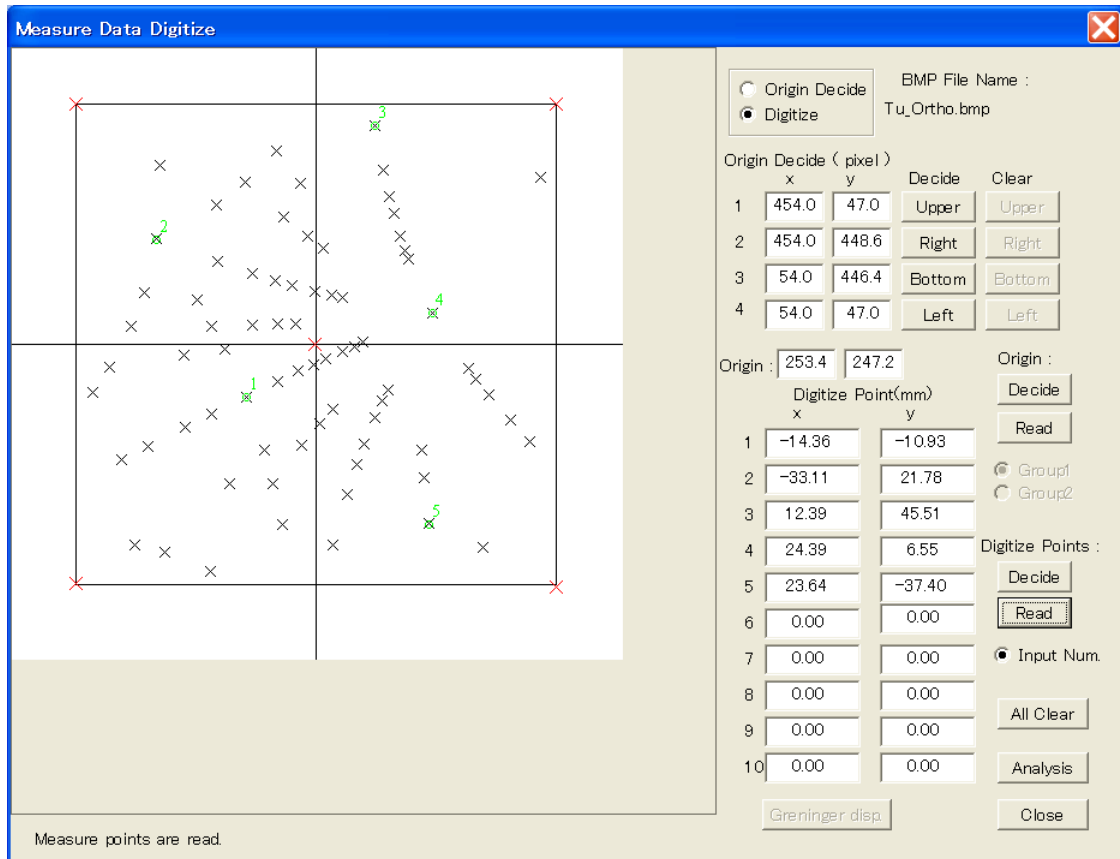 Measure Data Digitize
3
2
4
1
5
Origin Decide
Digitize
BMP File Name :
Tu_Ortho.bmp
Origin Decide ( pixel )
x y Decide Clear
1 454.0 47.0 Upper Upper
2 454.0 448.6 Right Right
3 54.0 446.4 Bottom Bottom
4 54.0 47.0 Left Left
Origin : 253.4 247.2
Origin :
Decide
Read
Group1
Group2
Digitize Point(mm)
x y
1 -14.36 -10.93
2 -33.11 21.78
3 12.39 45.51
4 24.39 6.55
5 23.64 -37.40
6 0.00 0.00
7 0.00 0.00
8 0.00 0.00
9 0.00 0.00
10 0.00 0.00
Digitize Points :
Decide
Read
Input Num.
All Clear
Analysis
Greninger disp.
Close
Measure points are read.